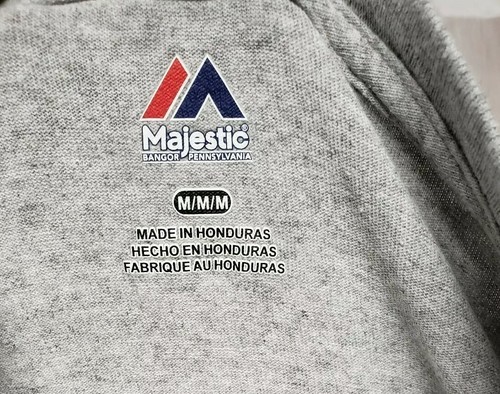 Majestic®
BANGOR PENNSYLVANIA
M/M/M
MADE IN HONDURAS
HECHO EN HONDURAS
FABRIQUE AU HONDURAS